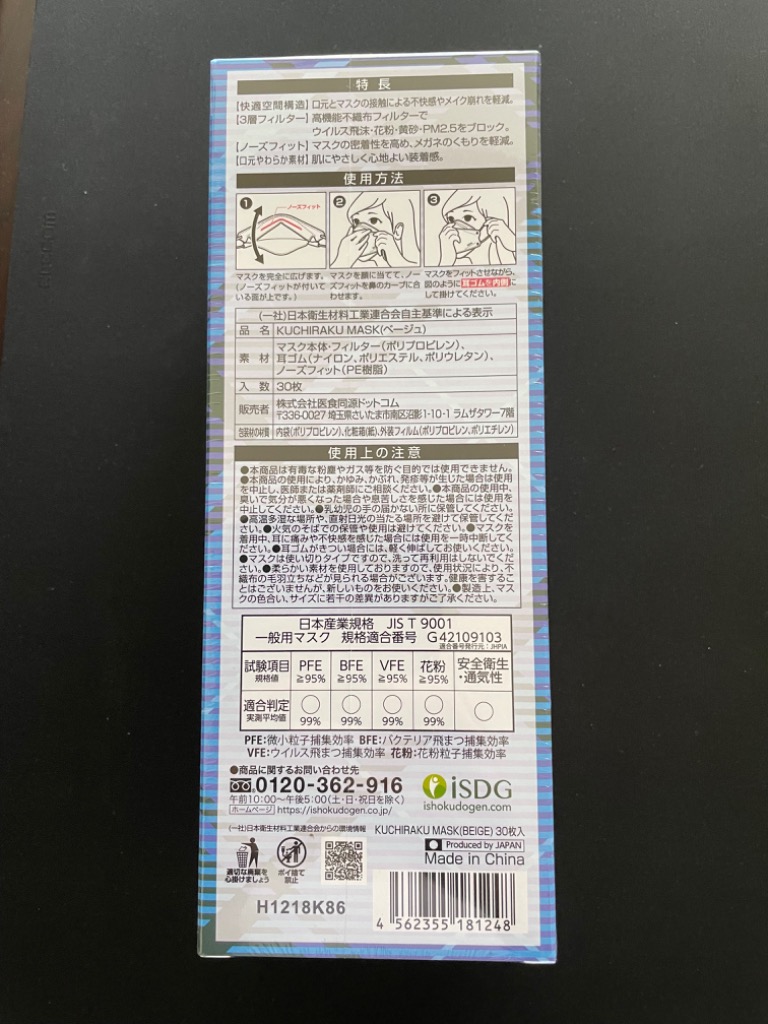 特長
【快適空間構造】口元とマスクの接触による不快感やメイク崩れを軽減。
【3層フィルター】高機能不織布フィルターで
ウイルス飛沫・花粉・黄砂・PM2.5をブロック。
【ノーズフィット】マスクの密着性を高め、メガネのくもりを軽減。
【口元やわらか素材】肌にやさしく心地よい装着感。
使用方法
1
ノーズフィット
2
3
マスクを完全に広げます。
(ノーズフィットが付いて
いる面が上です。)
マスクを顔に当てて、ノー
ズフィットを鼻のカーブに合
わせます。
マスクをフィットさせながら、
図のように耳ゴムを内側に
して掛けてください。
(一社)日本衛生材料工業連合会自主基準による表示
品名 KUCHIRAKU MASK(ベージュ)
素材 マスク本体・フィルター(ポリプロピレン)、
耳ゴム(ナイロン、ポリエステル、ポリウレタン)、
ノーズフィット(PE樹脂)
入数 30枚
販売者 株式会社医食同源ドットコム
〒336-0027 埼玉県さいたま市南区沼影1-10-1 ラムザタワー7階
包装材の材質 内袋(ポリプロピレン)、化粧箱(紙)、外装フィルム(ポリプロピレン、ポリエチレン)
使用上の注意
●本商品は有毒な粉塵やガス等を防ぐ目的では使用できません。
●本商品の使用により、かゆみ、かぶれ、発疹等が生じた場合は使用
を中止し、医師または薬剤師にご相談ください。●本商品の使用中、
臭いで気分が悪くなった場合や息苦しさを感じた場合には使用を
中止してください。●乳幼児の手の届かない所に保管してください。
●高温多湿な場所や、直射日光の当たる場所を避けて保管してくだ
さい。●火気のそばでの保管や使用は避けてください。●マスクを
着用中、耳に痛みや不快感を感じた場合には使用を一時中断してく
ださい。●耳ゴムがきつい場合には、軽く伸ばしてお使いください。
●マスクは使い切りタイプですので、洗って再利用はしないでくだ
さい。●柔らかい素材を使用しておりますので、使用状況により、不
織布の毛羽立ちなどが見られる場合がございます。健康を害するこ
とはございませんが、新しいものをお使いください。●製造上、マス
クの色合い、サイズに若干の差異がありますがご了承ください。
日本産業規格 JIS T 9001
一般用マスク 規格適合番号 G42109103
適合番号発行元:JHPIA
試験項目 規格値 PFE ≧95% BFE ≧95% VFE ≧95% 花粉 ≧95% 安全衛生・通気性
適合判定 実測平均値 ○ 99% ○ 99% ○ 99% ○ 99% ○
PFE:微小粒子捕集効率 BFE:バクテリア飛まつ捕集効率
VFE:ウイルス飛まつ捕集効率 花粉:花粉粒子捕集効率
●商品に関するお問い合わせ先
0120-362-916
午前10:00〜午後5:00(土・日・祝日を除く)
ホームページ https://ishokudogen.co.jp/
iSDG
ishokudogen.com
(一社)日本衛生材料工業連合会からの環境情報
KUCHIRAKU MASK(BEIGE) 30枚入
Produced by JAPAN
Made in China
適切な廃棄を
心掛けましょう
ポイ捨て
禁止
H1218K86
4 562355 181248